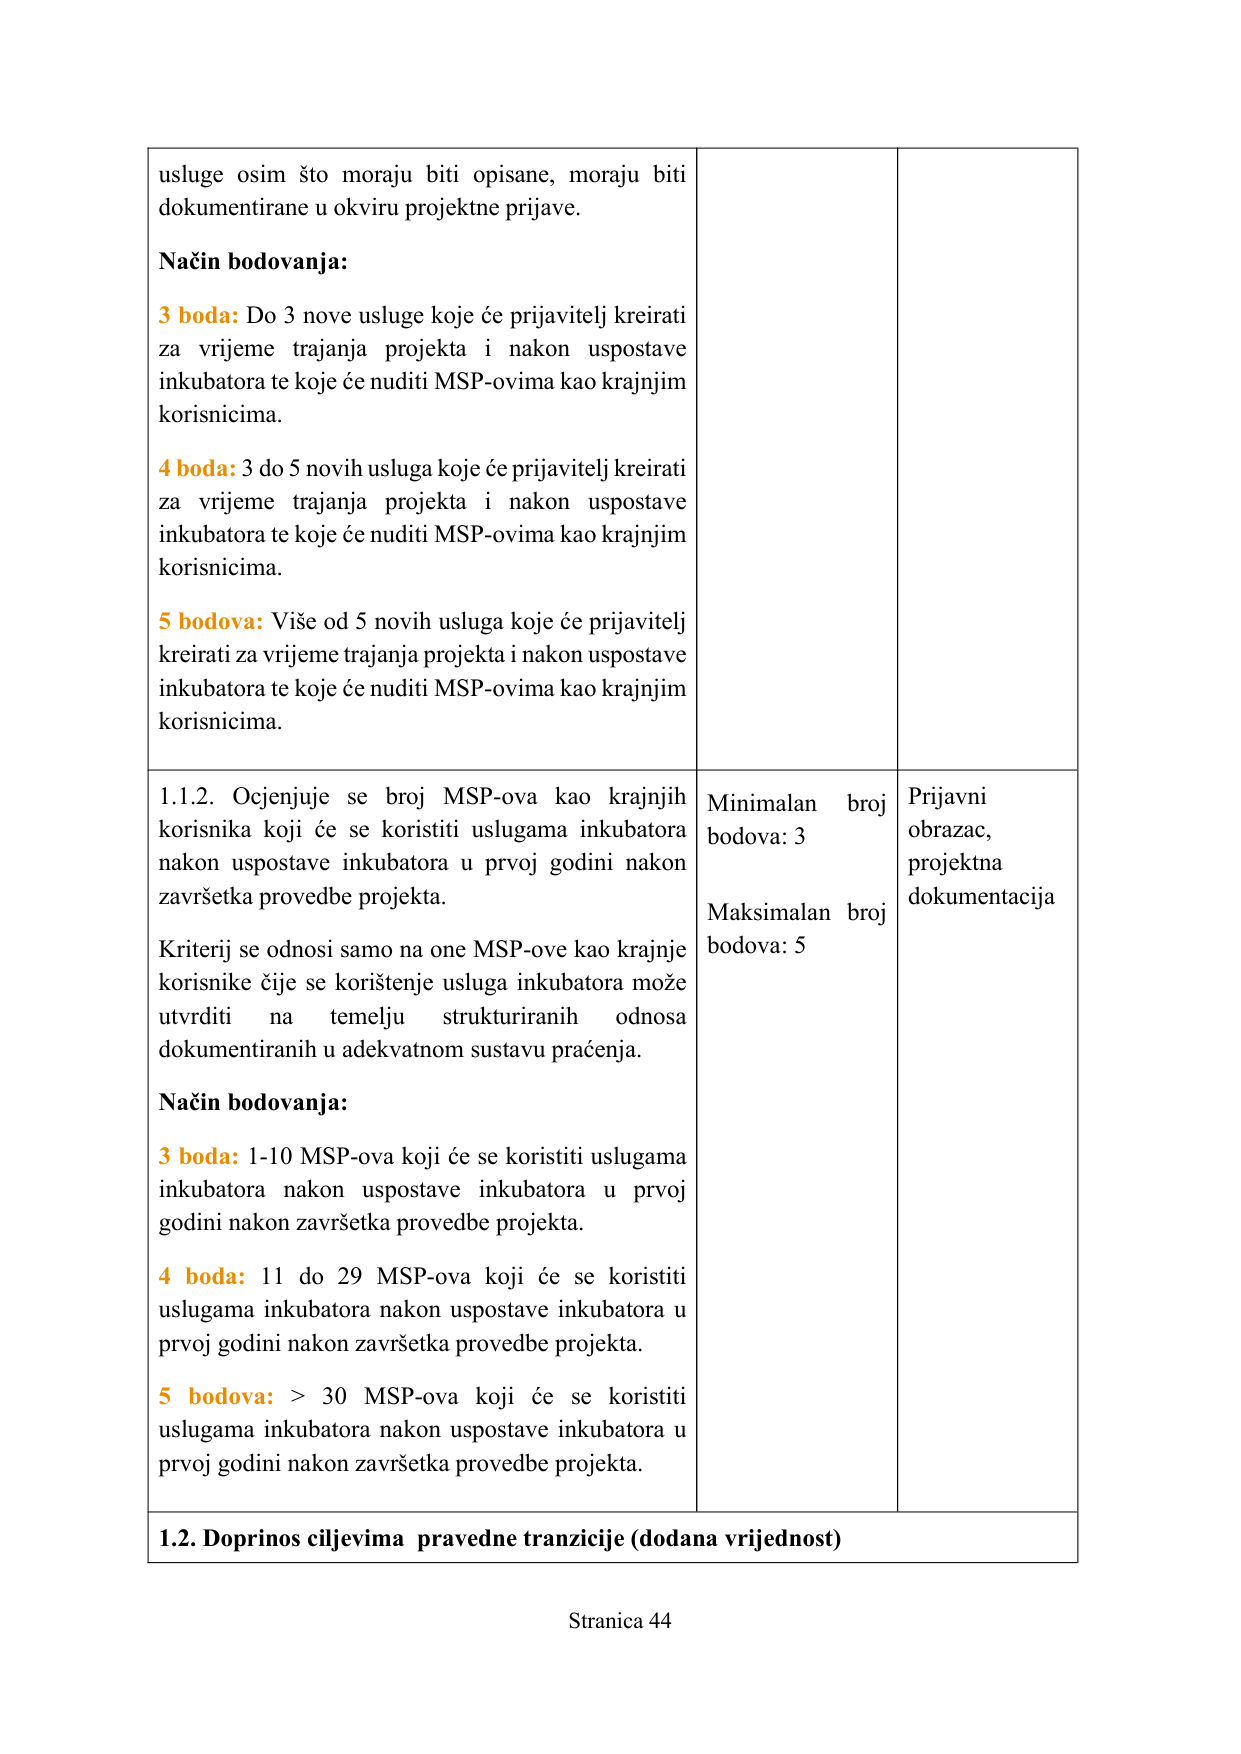 usluge osim što moraju biti opisane, moraju biti
dokumentirane u okviru projektne prijave.
Način bodovanja:
3 boda: Do 3 nove usluge koje će prijavitelj kreirati
za vrijeme trajanja projekta i nakon uspostave
inkubatora te koje će nuditi MSP-ovima kao krajnjim
korisnicima.
4 boda: 3 do 5 novih usluga koje će prijavitelj kreirati
za vrijeme trajanja projekta i nakon uspostave
inkubatora te koje će nuditi MSP-ovima kao krajnjim
korisnicima.
5 bodova: Više od 5 novih usluga koje će prijavitelj
kreirati za vrijeme trajanja projekta i nakon uspostave
inkubatora te koje će nuditi MSP-ovima kao krajnjim
korisnicima.
1.1.2. Ocjenjuje se broj MSP-ova kao krajnjih
korisnika koji će se koristiti uslugama inkubatora
nakon uspostave inkubatora u prvoj godini nakon
završetka provedbe projekta.
Kriterij se odnosi samo na one MSP-ove kao krajnje
korisnike čije se korištenje usluga inkubatora može
utvrditi na temelju strukturiranih odnosa
dokumentiranih u adekvatnom sustavu praćenja.
Način bodovanja:
3 boda: 1-10 MSP-ova koji će se koristiti uslugama
inkubatora nakon uspostave inkubatora u prvoj
godini nakon završetka provedbe projekta.
4 boda: 11 do 29 MSP-ova koji će se koristiti
uslugama inkubatora nakon uspostave inkubatora u
prvoj godini nakon završetka provedbe projekta.
5 bodova: > 30 MSP-ova koji će se koristiti
uslugama inkubatora nakon uspostave inkubatora u
prvoj godini nakon završetka provedbe projekta.
Minimalan broj
bodova: 3
Maksimalan broj
bodova: 5
Prijavni
obrazac,
projektna
dokumentacija
1.2. Doprinos ciljevima pravedne tranzicije (dodana vrijednost)
Stranica 44